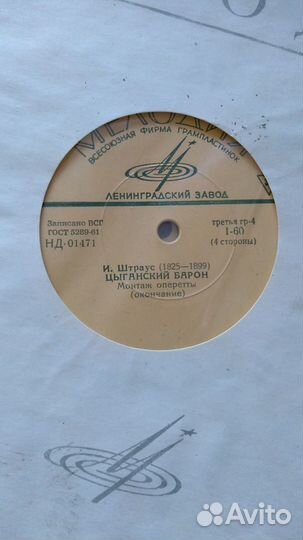 МЕЛОДИЯ
ВСЕСОЮЗНАЯ ФИРМА ГРАМПЛАСТИНОК
ЛЕНИНГРАДСКИЙ ЗАВОД
Записано ВСГ
ГОСТ 5289-61
НД-01471
третья гр-4
1-60
(4 стороны)
И. Штраус (1825—1899)
ЦЫГАНСКИЙ БАРОН
Монтаж оперетты
(окончание)
Avito